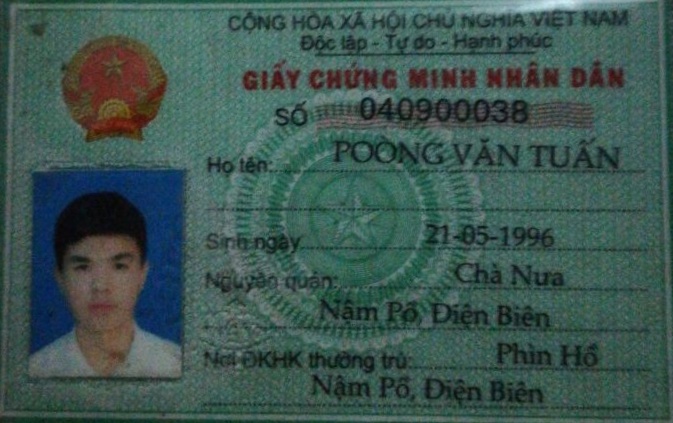 CỘNG HÒA XÃ HỘI CHỦ NGHĨA VIỆT NAM
Độc lập - Tự do - Hạnh phúc
GIẤY CHỨNG MINH NHÂN DÂN
SỐ 040900038
Họ tên: POÒNG VĂN TUẤN
Sinh ngày 21-05-1996
Nguyên quán: Chà Nưa
Nậm Pồ, Điện Biên
Nơi ĐKHK thường trú: Phìn Hồ
Nậm Pồ, Điện Biên